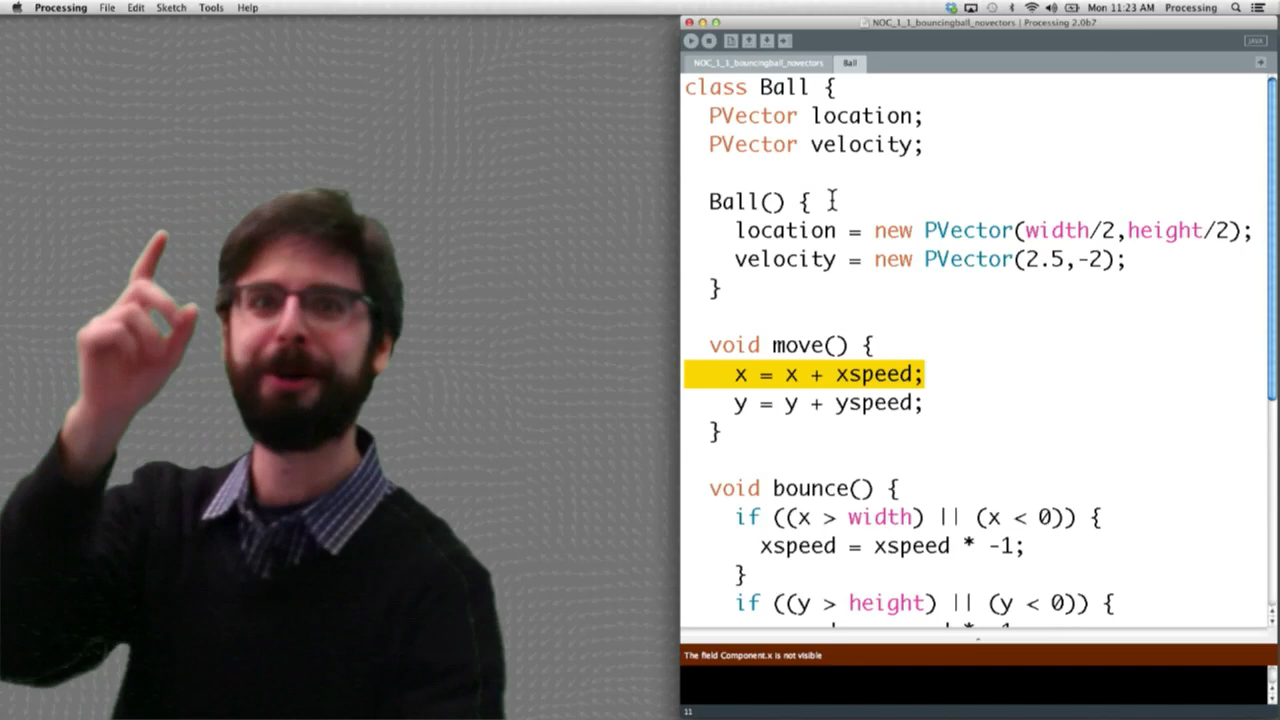 Processing File Edit Sketch Tools Help Mon 11:23 AM Processing
NOC_1_1_bouncingball_novectors | Processing 2.0b7
JAVA
NOC_1_1_bouncingball_novectors Ball
class Ball {
PVector location;
PVector velocity;
Ball() {
location = new PVector(width/2,height/2);
velocity = new PVector(2.5,-2);
}
void move() {
x = x + xspeed;
y = y + yspeed;
}
void bounce() {
if ((x > width) || (x < 0)) {
xspeed = xspeed * -1;
}
if ((y > height) || (y < 0)) {
The field Component.x is not visible
11